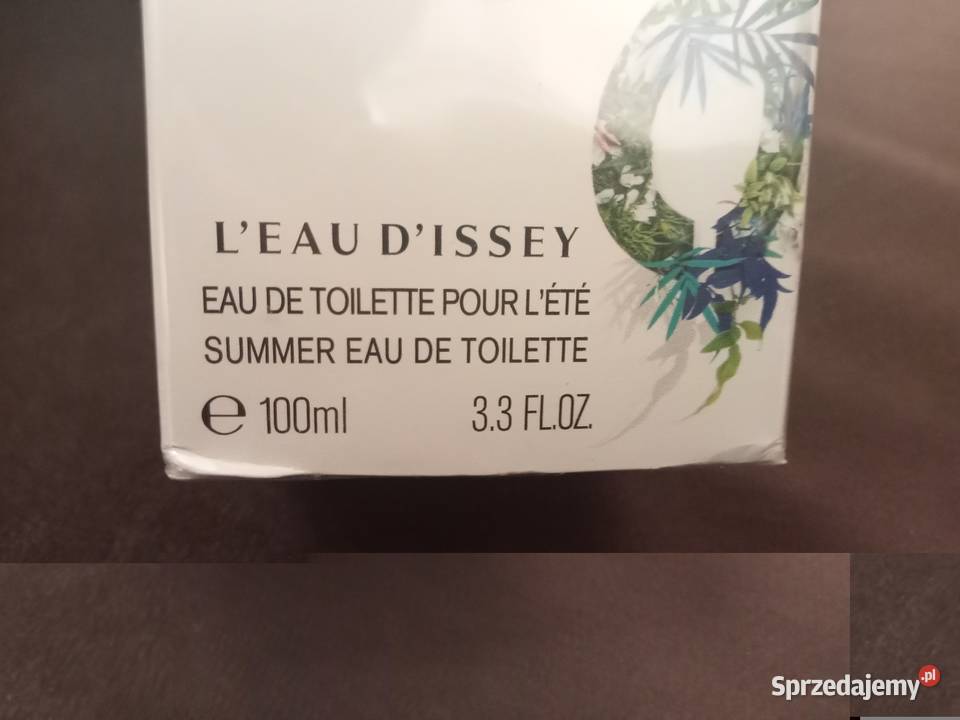 L'EAU D'ISSEY
EAU DE TOILETTE POUR L'ÉTÉ
SUMMER EAU DE TOILETTE
℮ 100ml 3.3 FL.OZ.
Sprzedajemy.pl